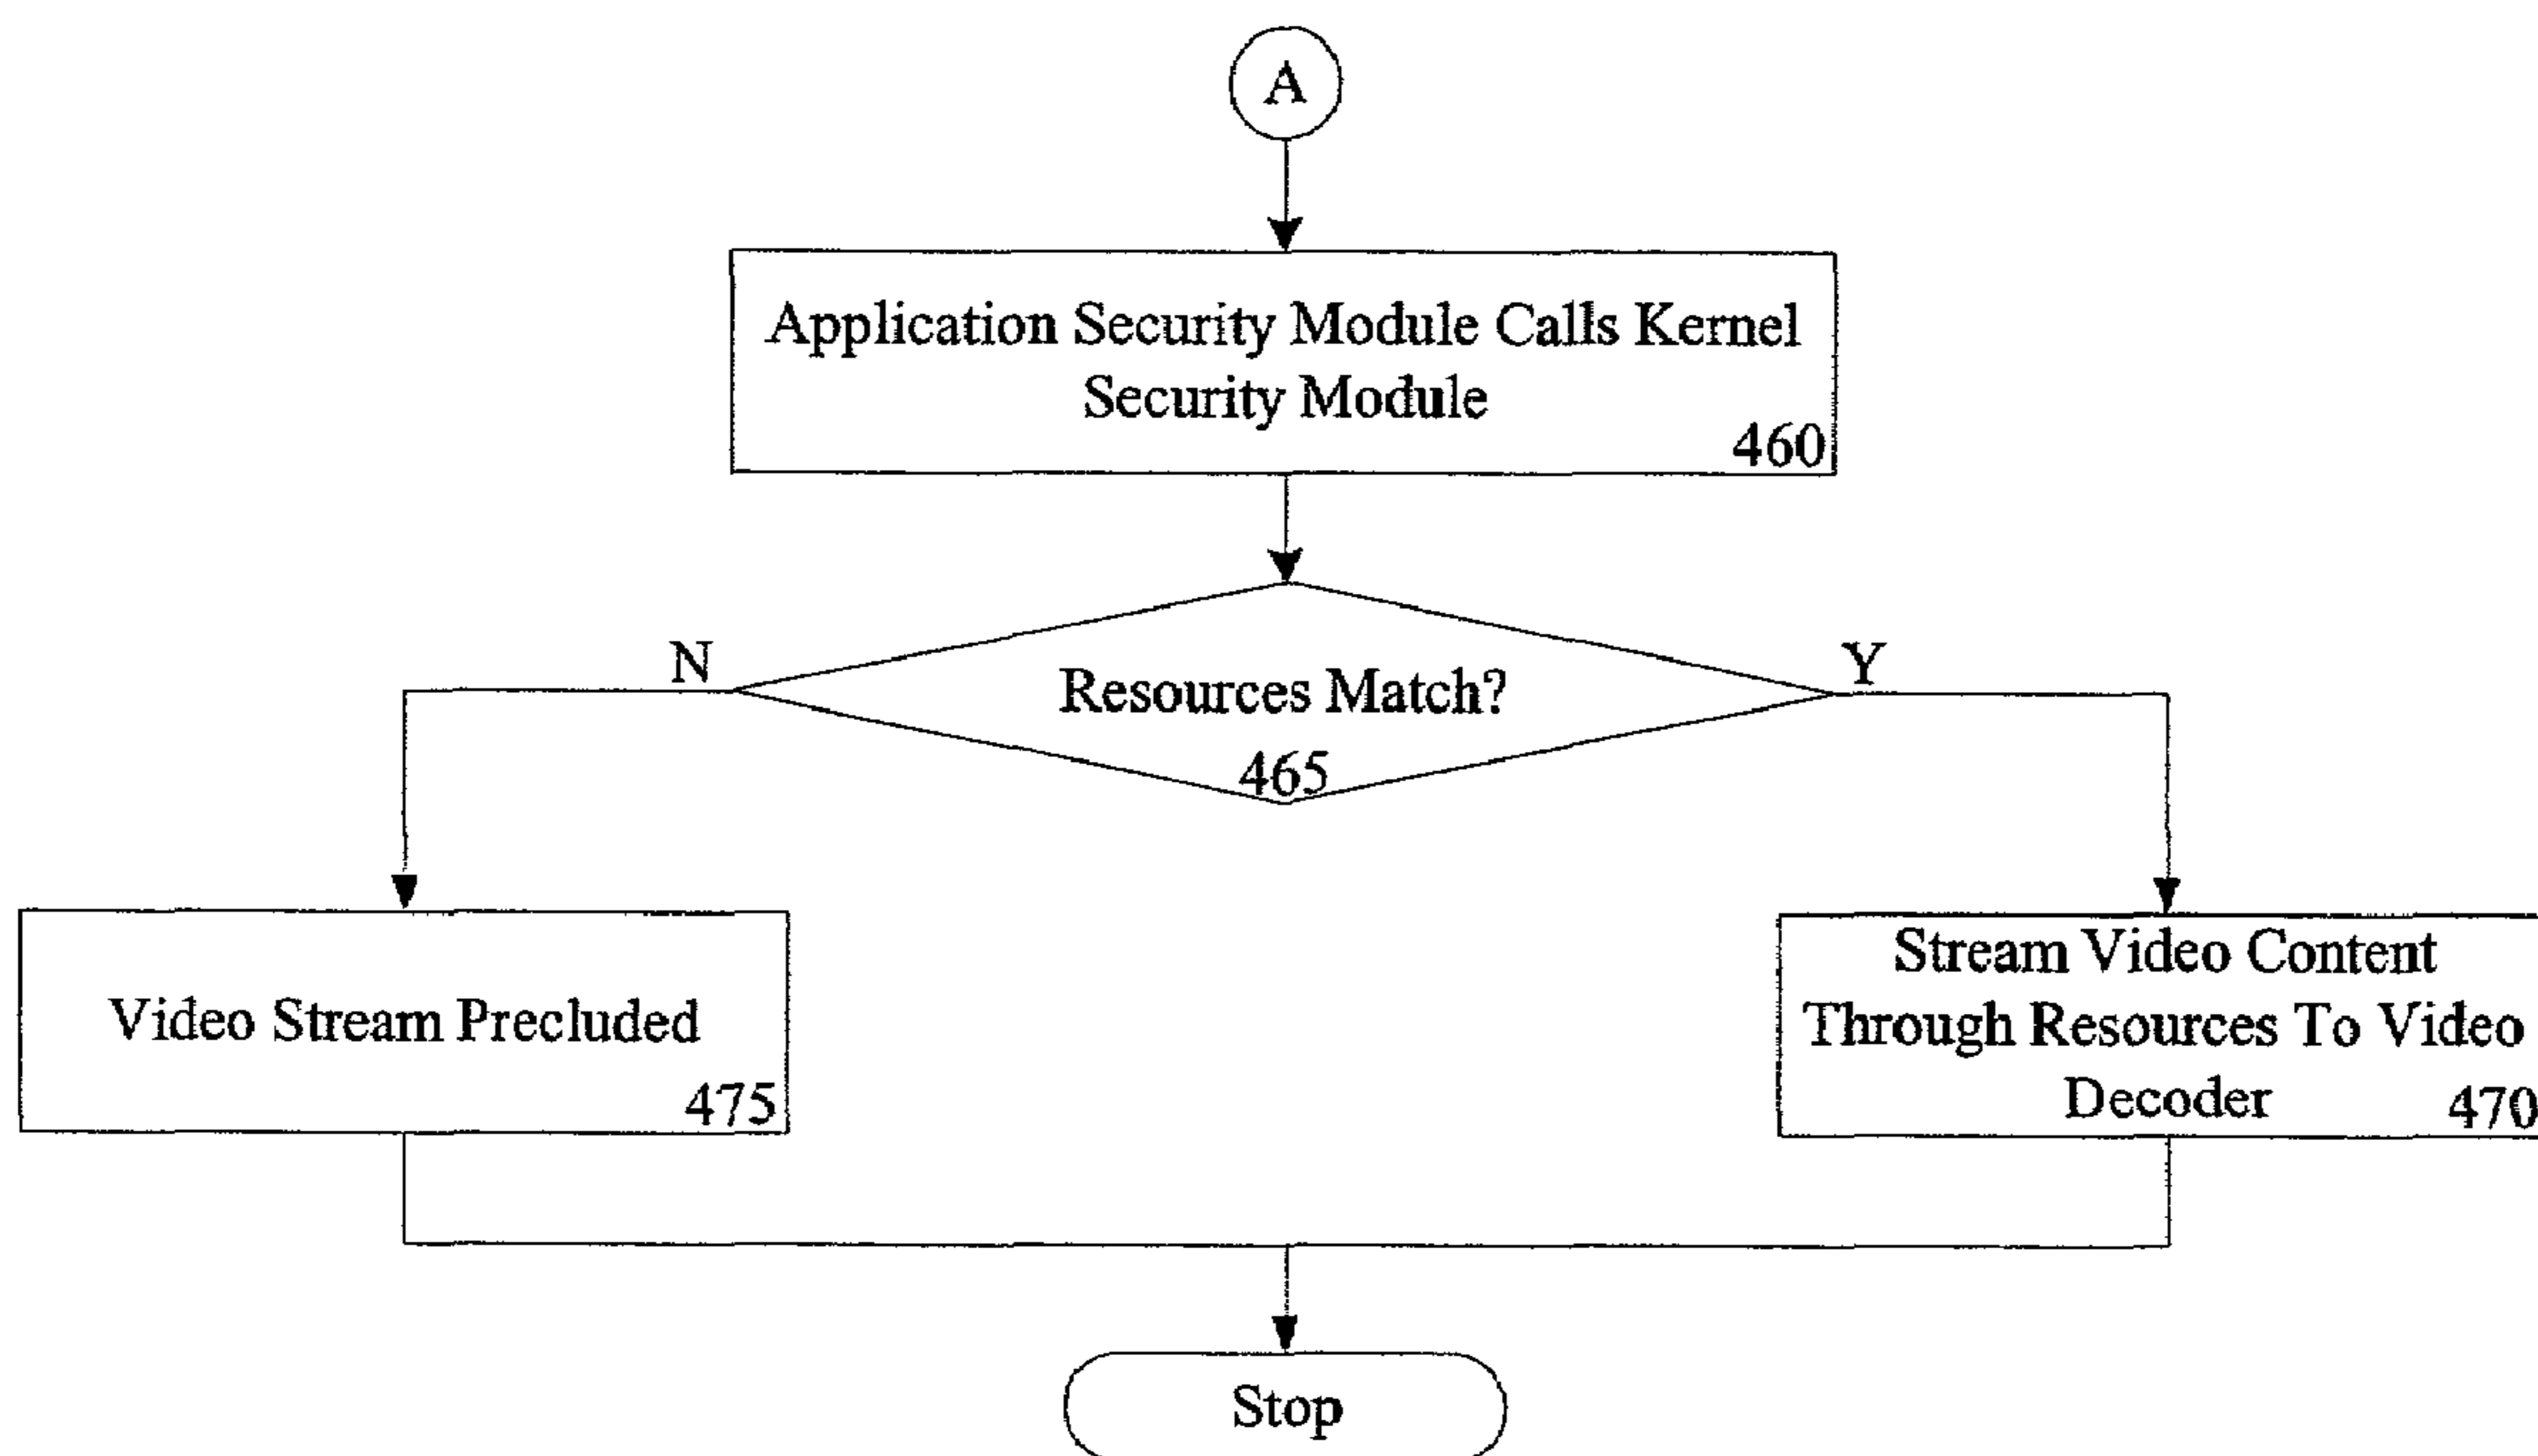 A
Application Security Module Calls Kernel
Security Module
460
N
Y
Resources Match?
465
Video Stream Precluded
475
Stream Video Content
Through Resources To Video
Decoder
470
Stop